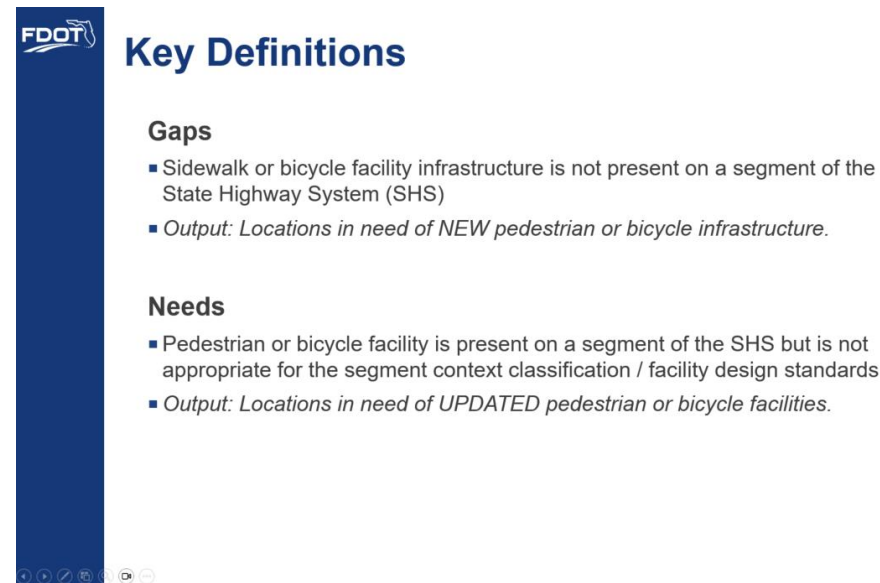 FDOT
Key Definitions
Gaps
Sidewalk or bicycle facility infrastructure is not present on a segment of the
State Highway System (SHS)
Output: Locations in need of NEW pedestrian or bicycle infrastructure.
Needs
Pedestrian or bicycle facility is present on a segment of the SHS but is not
appropriate for the segment context classification / facility design standards
Output: Locations in need of UPDATED pedestrian or bicycle facilities.